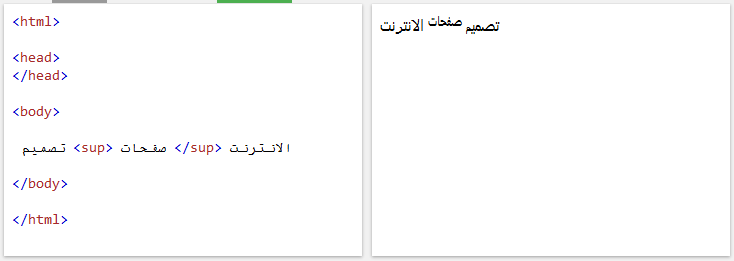 <html>
<head>
</head>
<body>
تصميم <sup> صفحات </sup> الانترنت
</body>
</html>
تصميم صفحات الانترنت